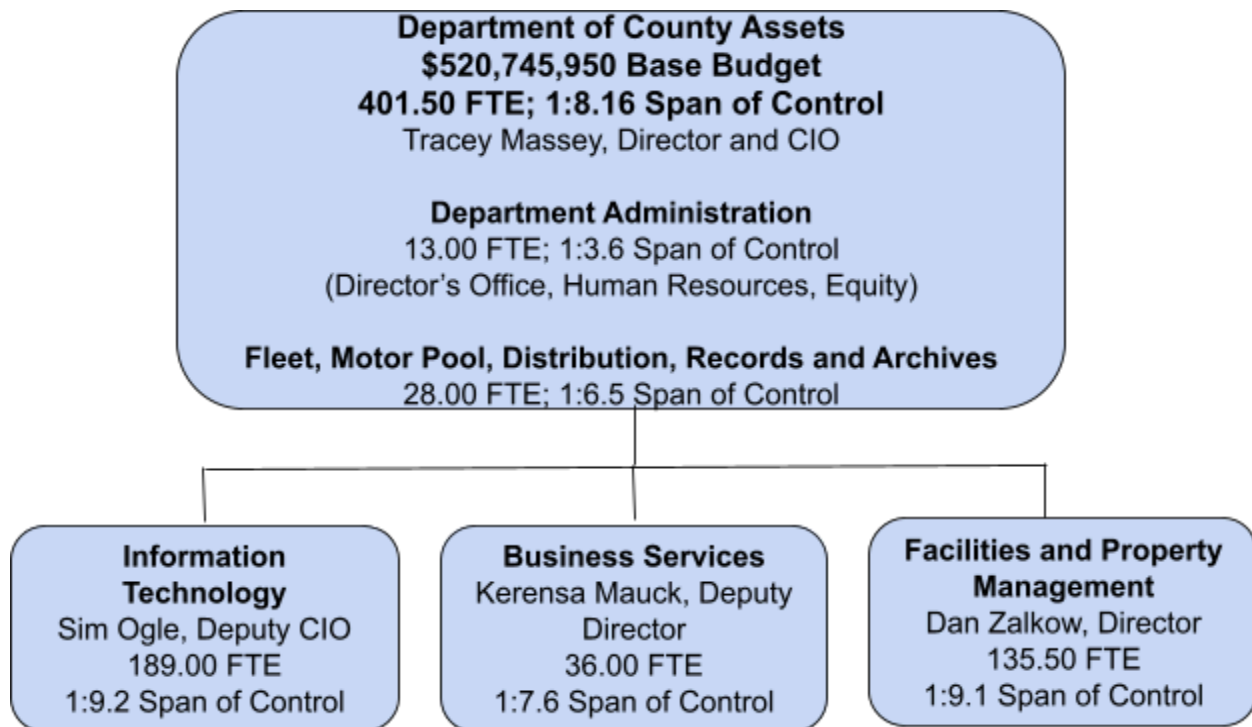 Department of County Assets
$520,745,950 Base Budget
401.50 FTE; 1:8.16 Span of Control
Tracey Massey, Director and CIO
Department Administration
13.00 FTE; 1:3.6 Span of Control
(Director's Office, Human Resources, Equity)
Fleet, Motor Pool, Distribution, Records and Archives
28.00 FTE; 1:6.5 Span of Control
Information
Technology
Sim Ogle, Deputy CIO
189.00 FTE
1:9.2 Span of Control
Business Services
Kerensa Mauck, Deputy
Director
36.00 FTE
1:7.6 Span of Control
Facilities and Property
Management
Dan Zalkow, Director
135.50 FTE
1:9.1 Span of Control